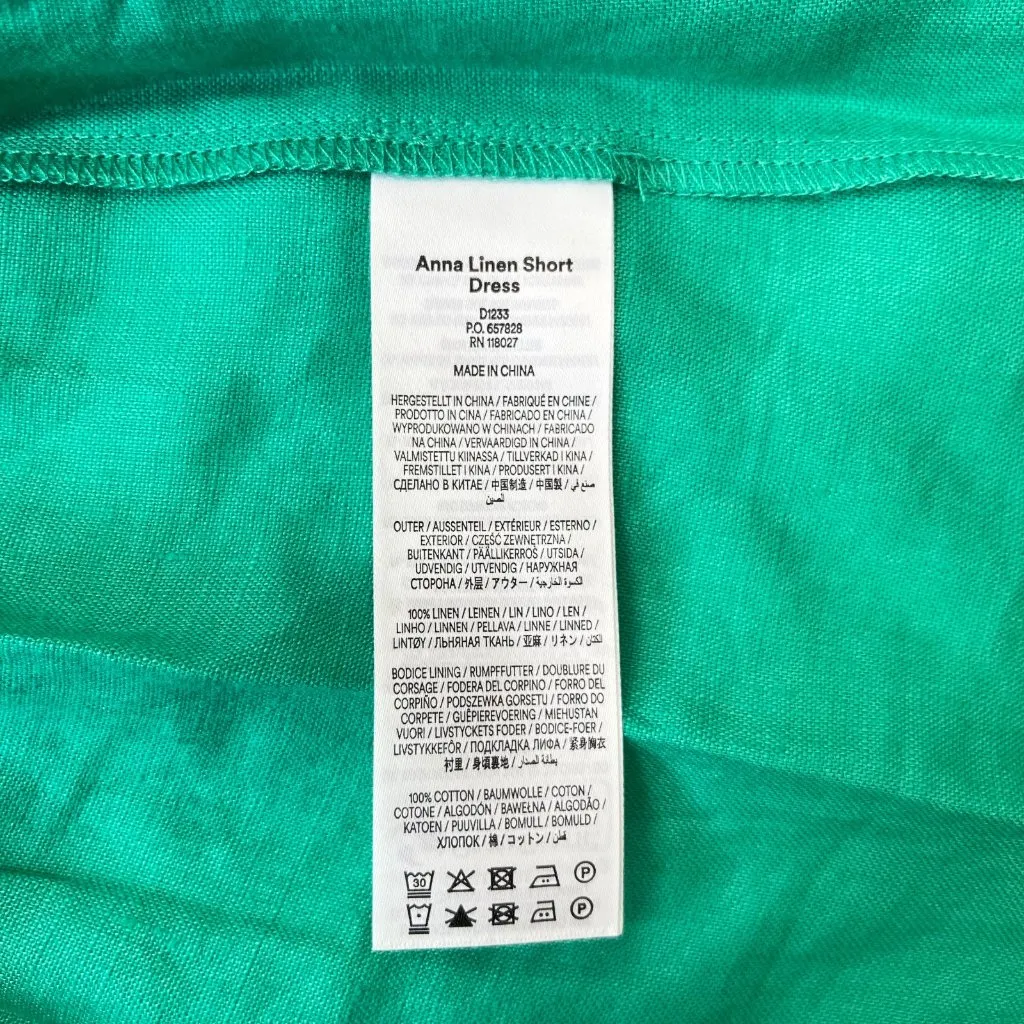 Anna Linen Short
Dress
D1233
P.O. 657828
RN 118027
MADE IN CHINA
HERGESTELLT IN CHINA / FABRIQUÉ EN CHINE /
PRODOTTO IN CINA / FABRICADO EN CHINA /
WYPRODUKOWANO W CHINACH / FABRICADO
NA CHINA / VERVAARDIGD IN CHINA /
VALMISTETTU KIINASSA / TILLVERKAD I KINA /
FREMSTILLET I KINA / PRODUSERT I KINA /
СДЕЛАНО В КИТАЕ / 中国制造 / 中国製 / صنع في
الصين
OUTER / AUSSENTEIL / EXTÉRIEUR / ESTERNO /
EXTERIOR / CZĘŚĆ ZEWNĘTRZNA /
BUITENKANT / PÄÄLLIKERROS / UTSIDA /
UDVENDIG / UTVENDIG / НАРУЖНАЯ
СТОРОНА / 外层 / アウター / الكسوة الخارجية
100% LINEN / LEINEN / LIN / LINO / LEN /
LINHO / LINNEN / PELLAVA / LINNE / LINNED /
LINTØY / ЛЬНЯНАЯ ТКАНЬ / 亚麻 / リネン / الكتان
BODICE LINING / RUMPFFUTTER / DOUBLURE DU
CORSAGE / FODERA DEL CORPINO / FORRO DEL
CORPIÑO / PODSZEWKA GORSETU / FORRO DO
CORPETE / GUÊPIEREVOERING / MIEHUSTAN
VUORI / LIVSTYCKETS FODER / BODICE-FOER /
LIVSTYKKEFÔR / ПОДКЛАДКА ЛИФА / 紧身胸衣
衬里 / 身頃裏地 / بطانة الصدار
100% COTTON / BAUMWOLLE / COTON /
COTONE / ALGODÓN / BAWEŁNA / ALGODÃO /
KATOEN / PUUVILLA / BOMULL / BOMULD /
ХЛОПОК / 棉 / コットン / قطن
30
P
P